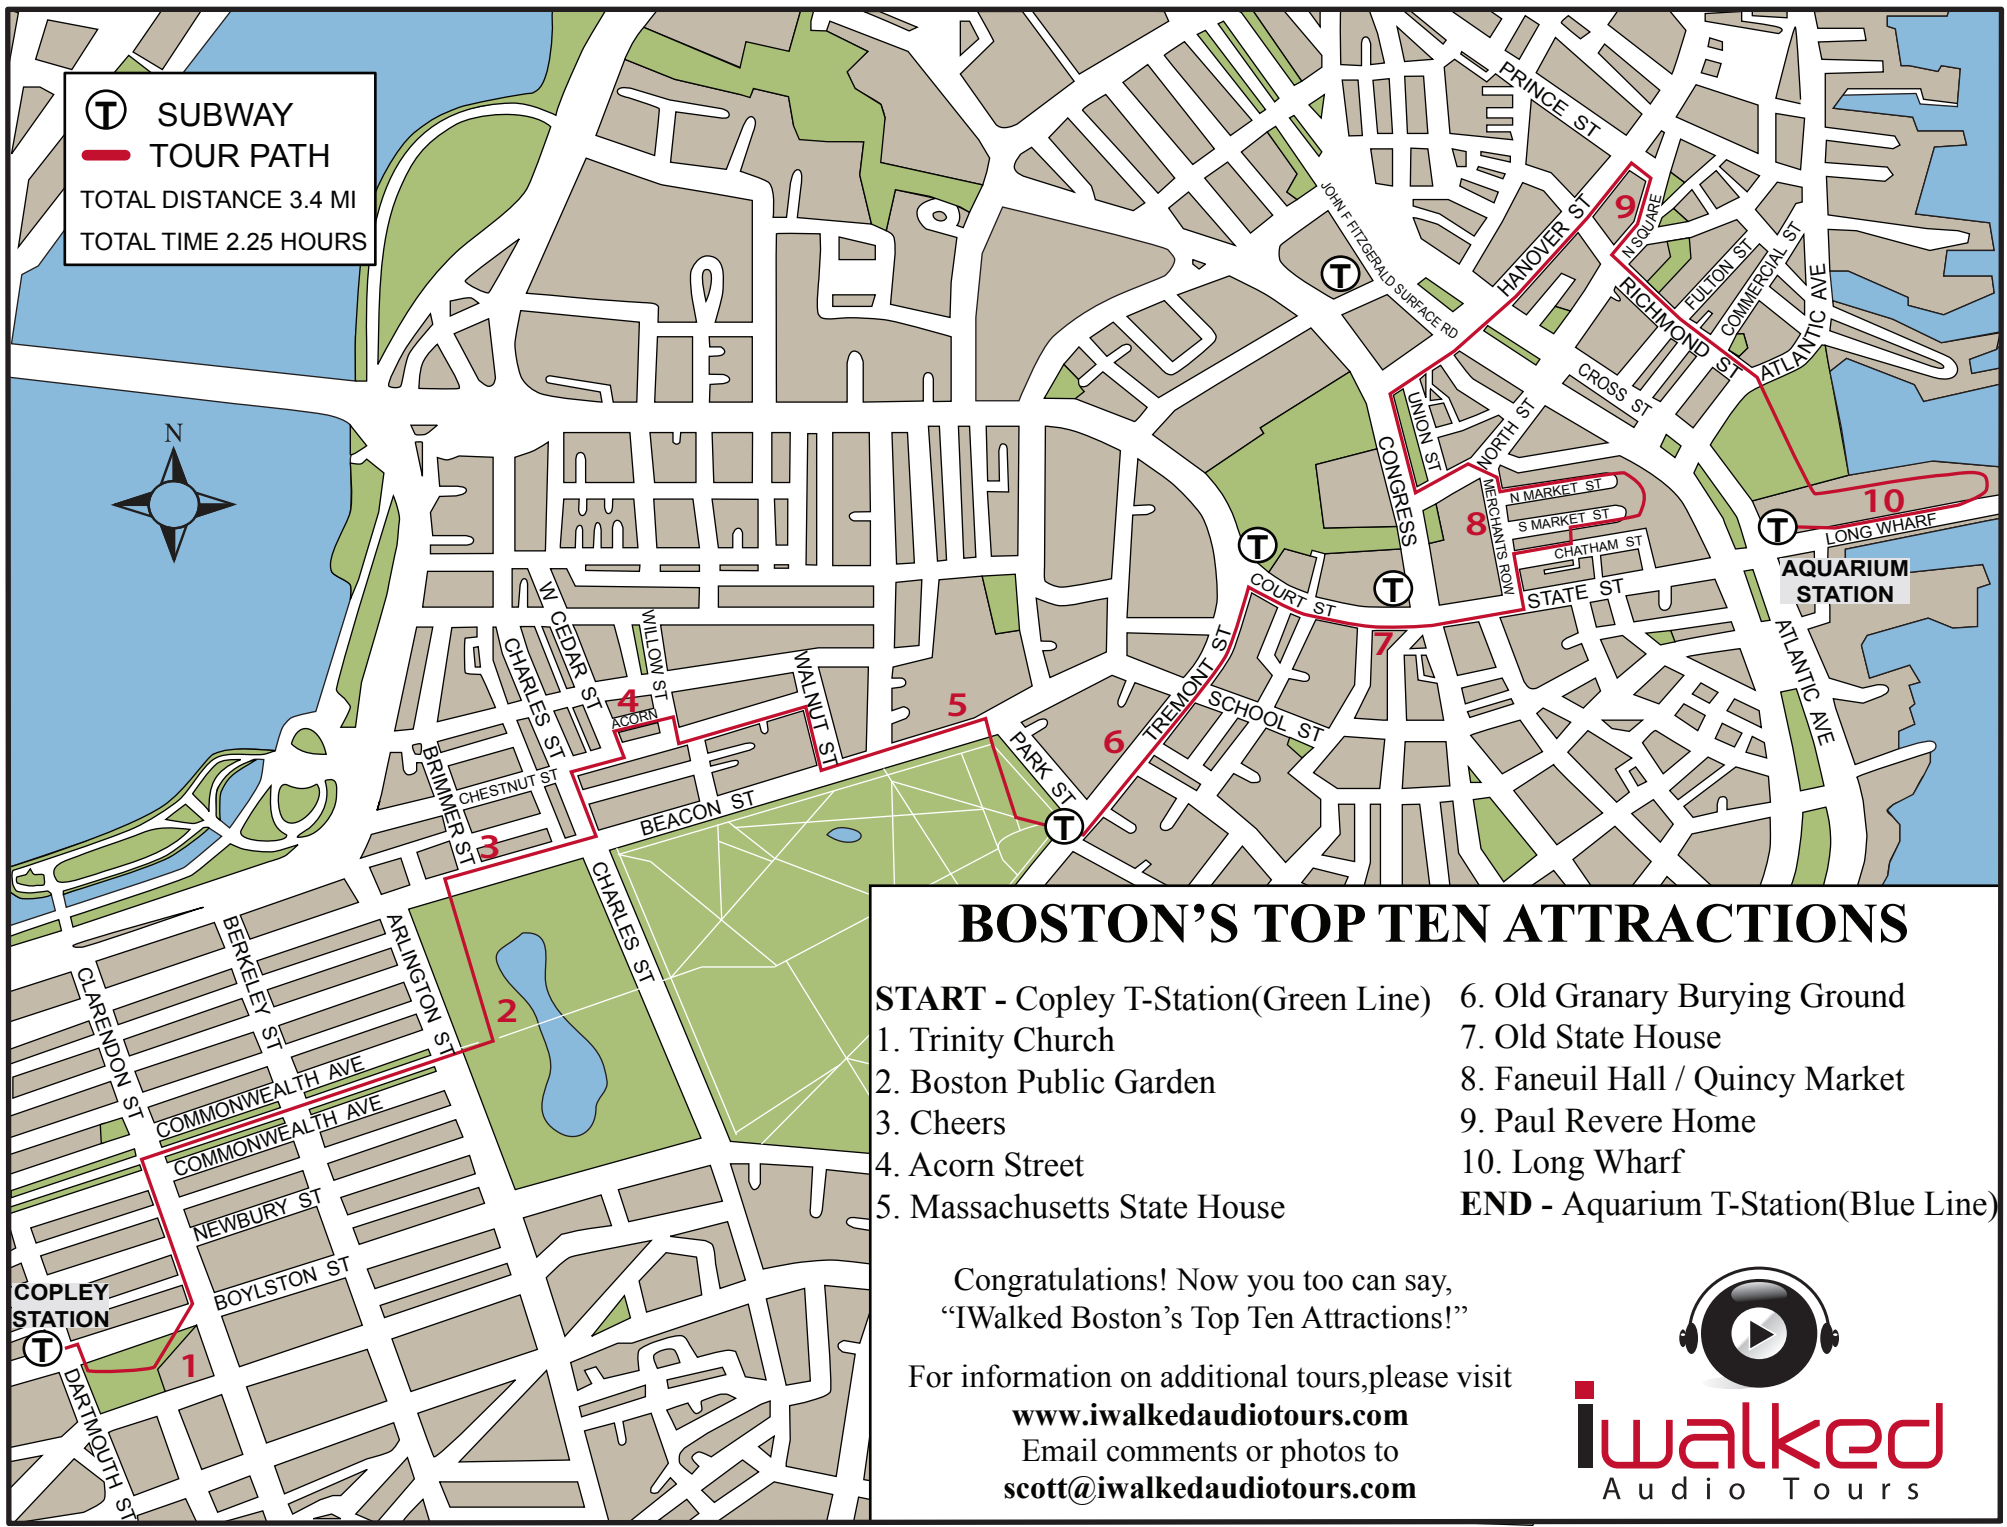 T SUBWAY
TOUR PATH
TOTAL DISTANCE 3.4 MI
TOTAL TIME 2.25 HOURS
N
PRINCE ST
JOHN F FITZGERALD SURFACE RD
HANOVER ST
9
N SQUARE
T
RICHMOND ST
FULTON ST
COMMERCIAL ST
ATLANTIC AVE
CROSS ST
UNION ST
NORTH ST
CONGRESS
MERCHANTS ROW
N MARKET ST
8
S MARKET ST
CHATHAM ST
10
LONG WHARF
T
AQUARIUM
STATION
T
T
COURT ST
STATE ST
7
ATLANTIC AVE
W CEDAR ST
WILLOW ST
CHARLES ST
WALNUT ST
4
ACORN
5
TREMONT ST
SCHOOL ST
6
PARK ST
T
BRIMMER ST
CHESTNUT ST
BEACON ST
3
CHARLES ST
2
ARLINGTON ST
BERKELEY ST
CLARENDON ST
COMMONWEALTH AVE
COMMONWEALTH AVE
NEWBURY ST
BOYLSTON ST
COPLEY
STATION
T
1
DARTMOUTH ST
BOSTON’S TOP TEN ATTRACTIONS
START - Copley T-Station(Green Line)
1. Trinity Church
2. Boston Public Garden
3. Cheers
4. Acorn Street
5. Massachusetts State House
6. Old Granary Burying Ground
7. Old State House
8. Faneuil Hall / Quincy Market
9. Paul Revere Home
10. Long Wharf
END - Aquarium T-Station(Blue Line)
Congratulations! Now you too can say,
“IWalked Boston’s Top Ten Attractions!”
For information on additional tours,please visit
www.iwalkedaudiotours.com
Email comments or photos to
scott@iwalkedaudiotours.com
iwalked
Audio Tours